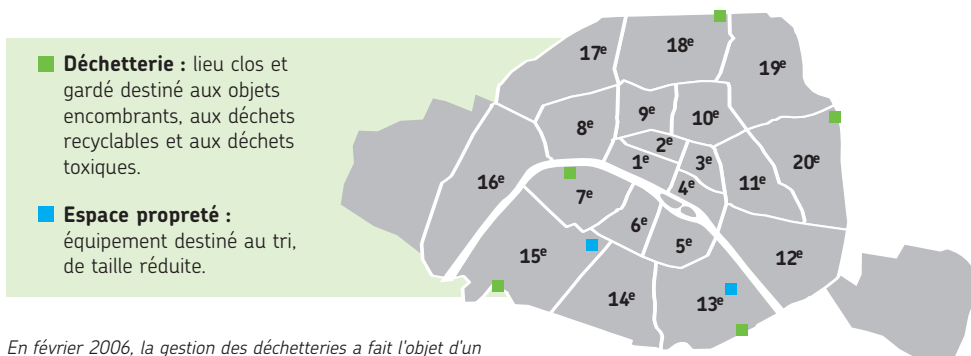 Déchetterie : lieu clos et
gardé destiné aux objets
encombrants, aux déchets
recyclables et aux déchets
toxiques.
Espace propreté :
équipement destiné au tri,
de taille réduite.
17e
18e
19e
8e
9e
10e
2e
1e
3e
16e
7e
4e
11e
20e
6e
5e
15e
12e
14e
13e
En février 2006, la gestion des déchetteries a fait l'objet d'un